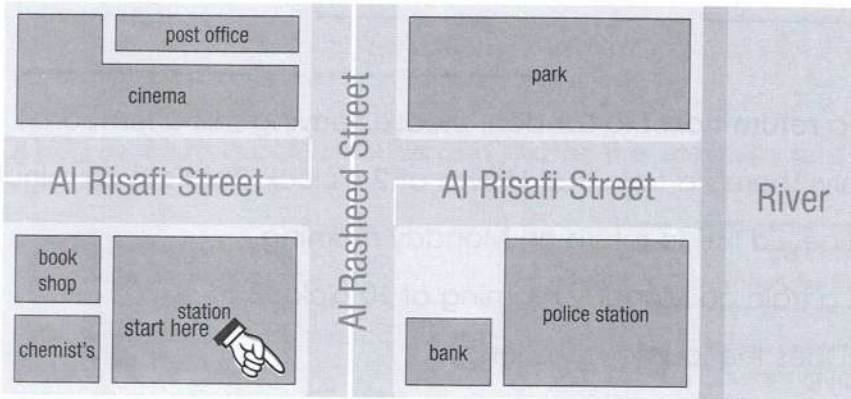 post office
cinema
park
Al Rasheed Street
Al Risafi Street
Al Risafi Street
River
book
shop
station
start here
police station
chemist's
bank